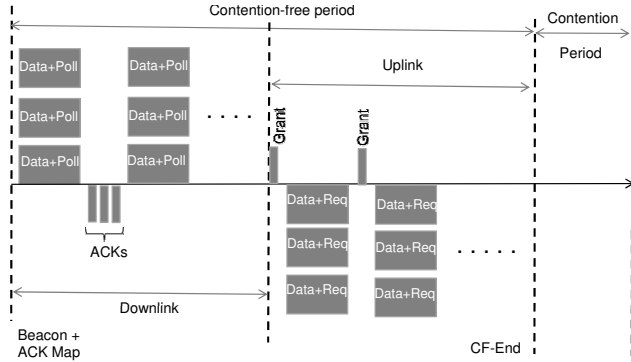 Contention-free period
Contention
Period
Uplink
Data+Poll
Data+Poll
Data+Poll
Data+Poll
. . . .
Data+Poll
Data+Poll
Grant
Grant
Data+Req
Data+Req
Data+Req
Data+Req
. . . . .
Data+Req
Data+Req
ACKs
Downlink
Beacon +
ACK Map
CF-End